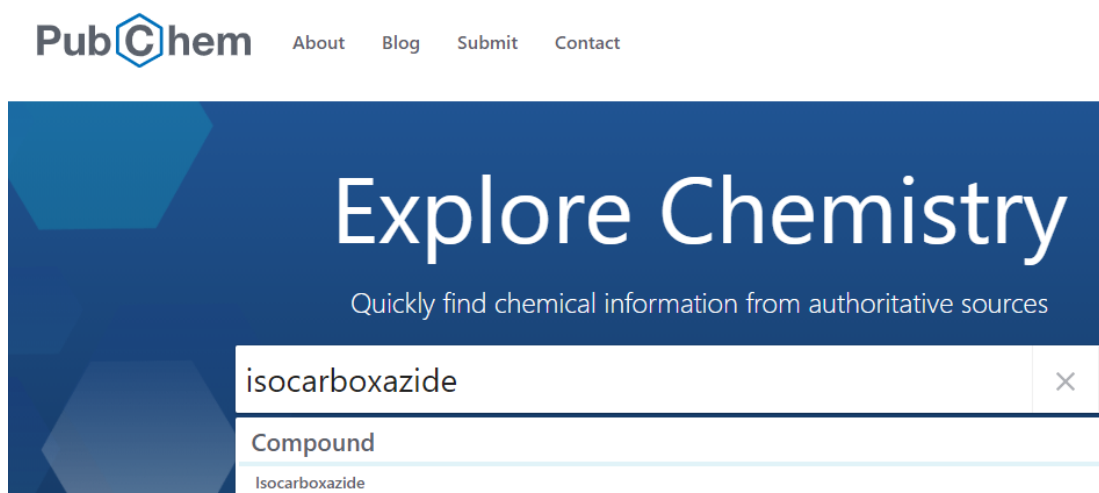 PubChem About Blog Submit Contact
Explore Chemistry
Quickly find chemical information from authoritative sources
isocarboxazide
Compound
Isocarboxazide